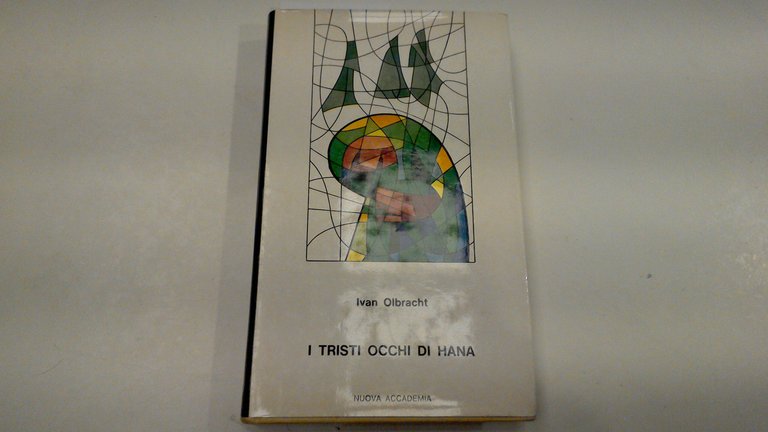 Ivan Olbracht
I TRISTI OCCHI DI HANA
NUOVA ACCADEMIA